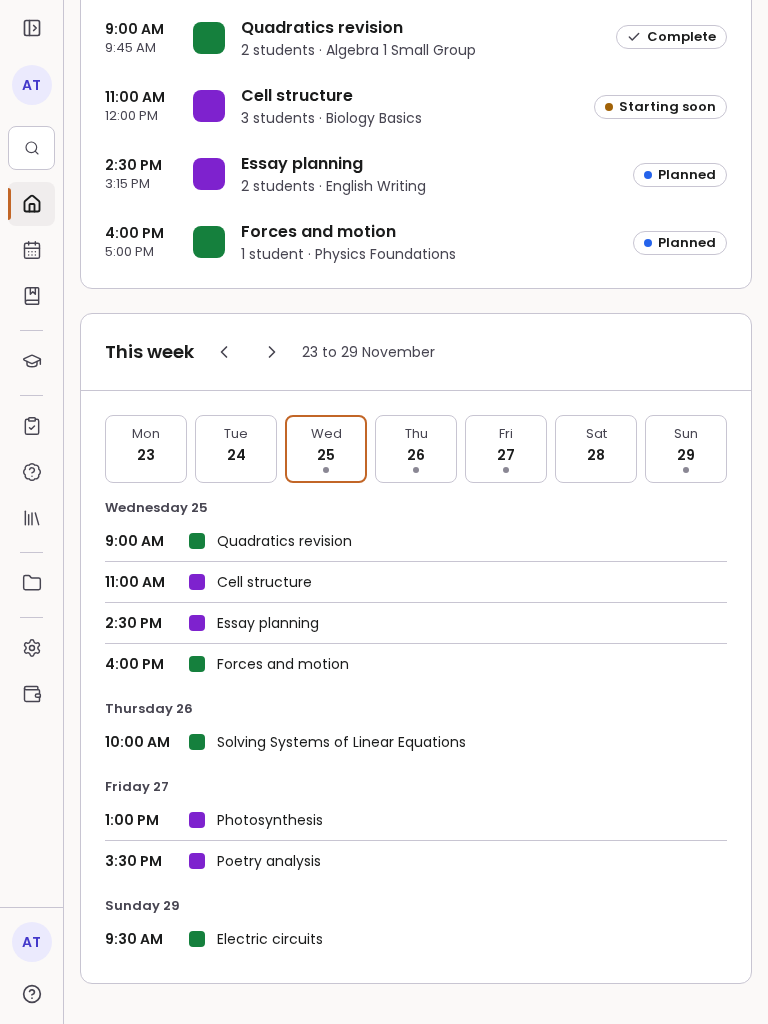 AT
9:00 AM
9:45 AM
Quadratics revision
2 students · Algebra 1 Small Group
Complete
11:00 AM
12:00 PM
Cell structure
3 students · Biology Basics
Starting soon
2:30 PM
3:15 PM
Essay planning
2 students · English Writing
Planned
4:00 PM
5:00 PM
Forces and motion
1 student · Physics Foundations
Planned
This week
23 to 29 November
Mon
23
Tue
24
Wed
25
Thu
26
Fri
27
Sat
28
Sun
29
Wednesday 25
9:00 AM Quadratics revision
11:00 AM Cell structure
2:30 PM Essay planning
4:00 PM Forces and motion
Thursday 26
10:00 AM Solving Systems of Linear Equations
Friday 27
1:00 PM Photosynthesis
3:30 PM Poetry analysis
Sunday 29
9:30 AM Electric circuits
AT